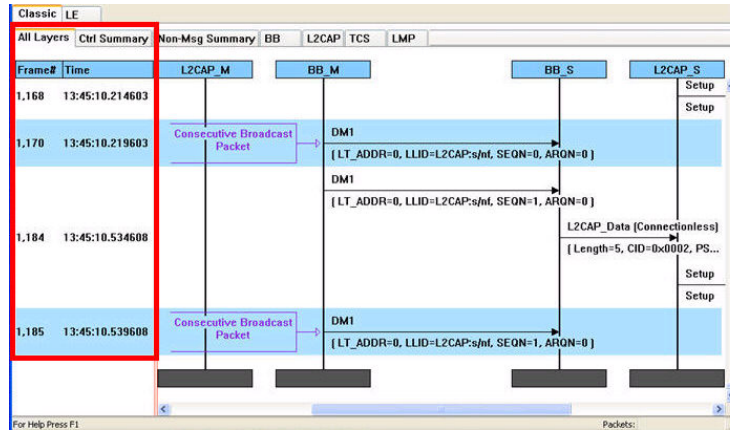 Classic LE
All Layers Ctrl Summary Non-Msg Summary BB L2CAP TCS LMP
Frame# Time L2CAP_M BB_M BB_S L2CAP_S
Setup
1,168 13:45:10.214603
Setup
Consecutive Broadcast Packet
DM1
1,170 13:45:10.219603
( LT_ADDR=0, LLID=L2CAP:s/nf, SEQN=0, ARQN=0 )
DM1
( LT_ADDR=0, LLID=L2CAP:s/nf, SEQN=1, ARQN=0 )
L2CAP_Data (Connectionless)
1,184 13:45:10.534608
( Length=5, CID=0x0002, PS...
Setup
Setup
Consecutive Broadcast Packet
DM1
1,185 13:45:10.539608
( LT_ADDR=0, LLID=L2CAP:s/nf, SEQN=1, ARQN=0 )
For Help Press F1 Packets: